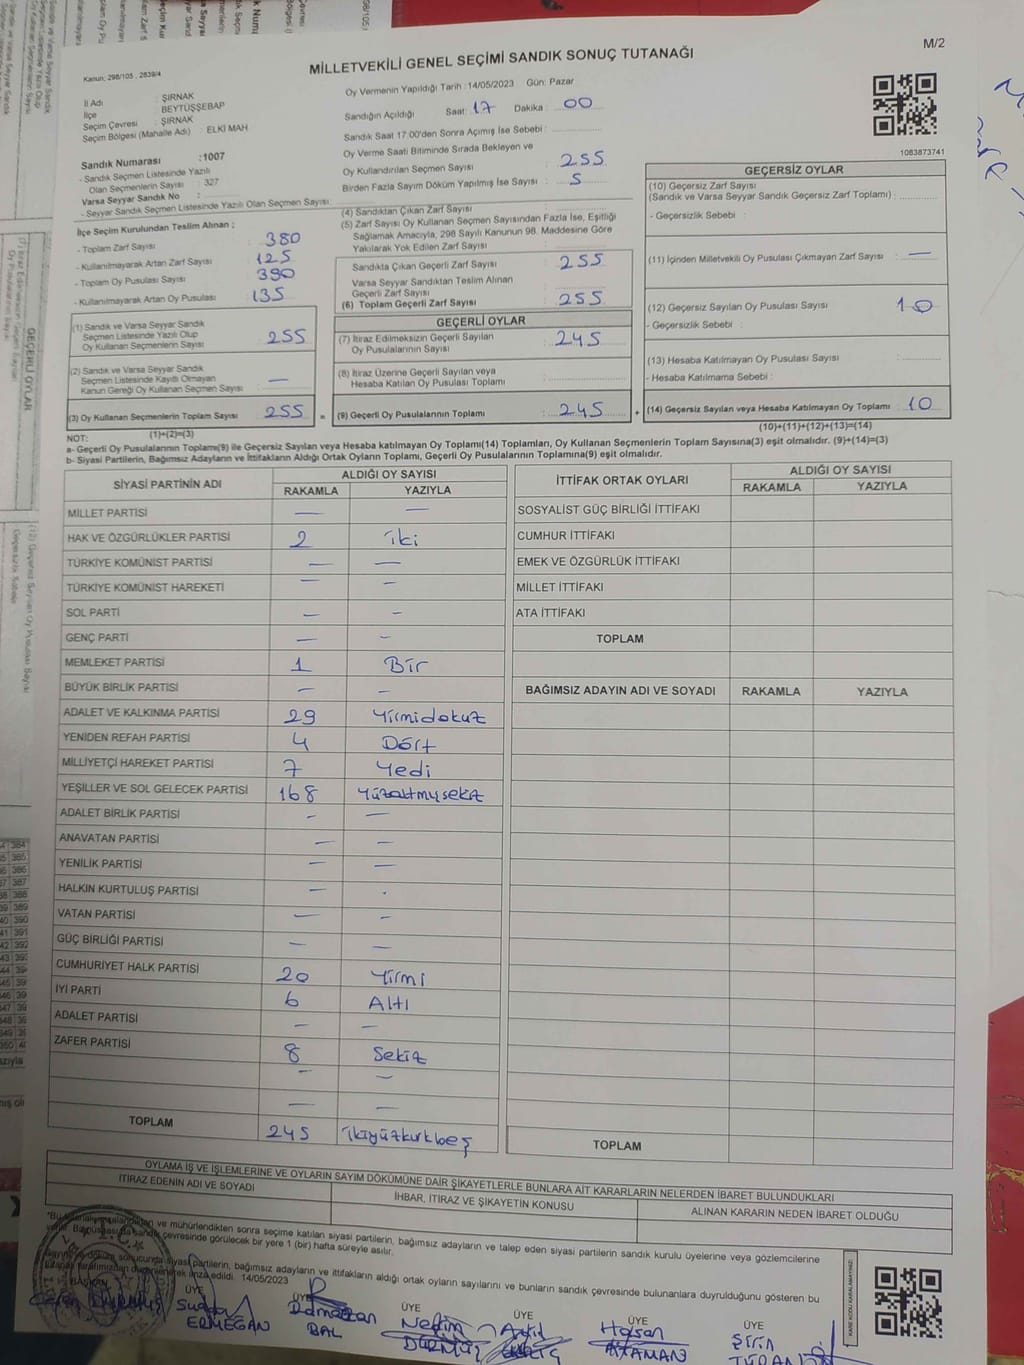 M/2
MİLLETVEKİLİ GENEL SEÇİMİ SANDIK SONUÇ TUTANAĞI
Kanun; 298/105 , 2839/4
İl Adı : ŞIRNAK
İlçe : BEYTÜŞŞEBAP
Seçim Çevresi : ŞIRNAK
Seçim Bölgesi (Mahalle Adı) : ELKİ MAH
Sandık Numarası :1007
- Sandık Seçmen Listesinde Yazılı
Olan Seçmenlerin Sayısı : 327
Varsa Seyyar Sandık No :
- Seyyar Sandık Seçmen Listesinde Yazılı Olan Seçmen Sayısı :
Oy Vermenin Yapıldığı Tarih :14/05/2023 Gün: Pazar
Sandığın Açıldığı Saat: 17 Dakika : 00
Sandık Saat 17:00'den Sonra Açımış İse Sebebi :
Oy Verme Saati Bitiminde Sırada Bekleyen ve
Oy Kullandırılan Seçmen Sayısı : 255
Birden Fazla Sayım Döküm Yapılmış İse Sayısı : 5
1083873741
İlçe Seçim Kurulundan Teslim Alınan ;
- Toplam Zarf Sayısı : 380
- Kullanılmayarak Artan Zarf Sayısı : 125
- Toplam Oy Pusulası Sayısı : 390
- Kullanılmayarak Artan Oy Pusulası : 135
(1) Sandık ve Varsa Seyyar Sandık
Seçmen Listesinde Yazılı Olup
Oy Kullanan Seçmenlerin Sayısı : 255
(2) Sandık ve Varsa Seyyar Sandık
Seçmen Listesinde Kayıtlı Olmayan
Kanun Gereği Oy Kullanan Seçmen Sayısı : —
(3) Oy Kullanan Seçmenlerin Toplam Sayısı : 255 =
(1)+(2)=(3)
(4) Sandıktan Çıkan Zarf Sayısı :
(5) Zarf Sayısı Oy Kullanan Seçmen Sayısından Fazla İse, Eşitliği
Sağlamak Amacıyla, 298 Sayılı Kanunun 98. Maddesine Göre
Yakılarak Yok Edilen Zarf Sayısı :
Sandıkta Çıkan Geçerli Zarf Sayısı : 255
Varsa Seyyar Sandıktan Teslim Alınan
Geçerli Zarf Sayısı :
(6) Toplam Geçerli Zarf Sayısı : 255
GEÇERLİ OYLAR
(7) İtiraz Edilmeksizin Geçerli Sayılan
Oy Pusulalarının Sayısı : 245
(8) İtiraz Üzerine Geçerli Sayılan veya
Hesaba Katılan Oy Pusulası Toplamı :
(9) Geçerli Oy Pusulalarının Toplamı : 245 +
GEÇERSİZ OYLAR
(10) Geçersiz Zarf Sayısı
(Sandık ve Varsa Seyyar Sandık Geçersiz Zarf Toplamı) :
- Geçersizlik Sebebi :
(11) İçinden Milletvekili Oy Pusulası Çıkmayan Zarf Sayısı : —
(12) Geçersiz Sayılan Oy Pusulası Sayısı : 10
- Geçersizlik Sebebi :
(13) Hesaba Katılmayan Oy Pusulası Sayısı :
- Hesaba Katılmama Sebebi :
(14) Geçersiz Sayılan veya Hesaba Katılmayan Oy Toplamı : 10
(10)+(11)+(12)+(13)=(14)
NOT:
a- Geçerli Oy Pusulalarının Toplamı(9) ile Geçersiz Sayılan veya Hesaba katılmayan Oy Toplamı(14) Toplamları, Oy Kullanan Seçmenlerin Toplam Sayısına(3) eşit olmalıdır. (9)+(14)=(3)
b- Siyasi Partilerin, Bağımsız Adayların ve İttifakların Aldığı Ortak Oyların Toplamı, Geçerli Oy Pusulalarının Toplamına(9) eşit olmalıdır.
SİYASİ PARTİNİN ADI ALDIĞI OY SAYISI
RAKAMLA YAZIYLA
MİLLET PARTİSİ — —
HAK VE ÖZGÜRLÜKLER PARTİSİ 2 iki
TÜRKİYE KOMÜNİST PARTİSİ — —
TÜRKİYE KOMÜNİST HAREKETİ — —
SOL PARTİ — —
GENÇ PARTİ — —
MEMLEKET PARTİSİ 1 Bir
BÜYÜK BİRLİK PARTİSİ — —
ADALET VE KALKINMA PARTİSİ 29 Yirmidokuz
YENİDEN REFAH PARTİSİ 4 Dört
MİLLİYETÇİ HAREKET PARTİSİ 7 Yedi
YEŞİLLER VE SOL GELECEK PARTİSİ 168 Yüzaltmışsekiz
ADALET BİRLİK PARTİSİ — —
ANAVATAN PARTİSİ — —
YENİLİK PARTİSİ — —
HALKIN KURTULUŞ PARTİSİ — -
VATAN PARTİSİ — —
GÜÇ BİRLİĞİ PARTİSİ — —
CUMHURİYET HALK PARTİSİ 20 Yirmi
İYİ PARTİ 6 Altı
ADALET PARTİSİ — —
ZAFER PARTİSİ 8 Sekiz
— —
— —
TOPLAM 245 ikiyüzkırkbeş
İTTİFAK ORTAK OYLARI ALDIĞI OY SAYISI
RAKAMLA YAZIYLA
SOSYALİST GÜÇ BİRLİĞİ İTTİFAKI
CUMHUR İTTİFAKI
EMEK VE ÖZGÜRLÜK İTTİFAKI
MİLLET İTTİFAKI
ATA İTTİFAKI
TOPLAM
BAĞIMSIZ ADAYIN ADI VE SOYADI RAKAMLA YAZIYLA
TOPLAM
OYLAMA İŞ VE İŞLEMLERİNE VE OYLARIN SAYIM DÖKÜMÜNE DAİR ŞİKAYETLERLE BUNLARA AİT KARARLARIN NELERDEN İBARET BULUNDUKLARI
İTİRAZ EDENİN ADI VE SOYADI İHBAR, İTİRAZ VE ŞİKAYETİN KONUSU ALINAN KARARIN NEDEN İBARET OLDUĞU
ve mühürlendikten sonra seçime katılan siyasi partilerin, bağımsız adayların ve talep eden siyasi partilerin sandık kurulu üyelerine veya gözlemcilerine
çevresinde görülecek bir yere 1 (bir) hafta süreyle asılır.
siyasi partilerin, bağımsız adayların ve ittifakların aldığı ortak oyların sayılarını ve bunların sandık çevresinde bulunanlara duyrulduğunu gösteren bu
imza edildi. 14/05/2023
BAŞKAN ÜYE ÜYE ÜYE ÜYE ÜYE ÜYE
ERMEGAN
Ramazan BAL
Nedim DURMUŞ
Hasan ATAMAN
Şirin TURAN
KARE KODU KARALAMAYINIZ!
GEÇERLİ OYLAR